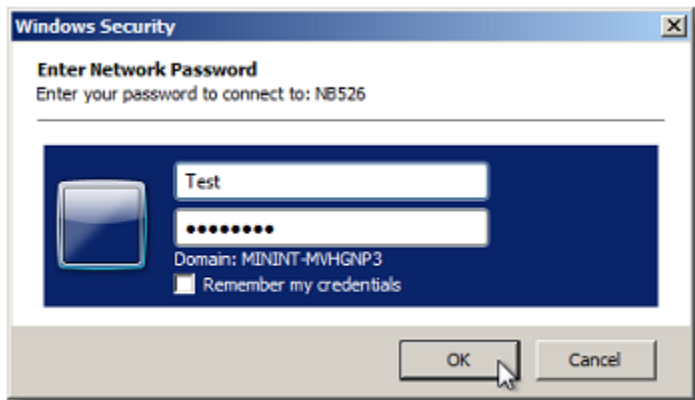 Windows Security
Enter Network Password
Enter your password to connect to: NB526
Test
●●●●●●●●
Domain: MININT-MVHGNP3
Remember my credentials
OK
Cancel